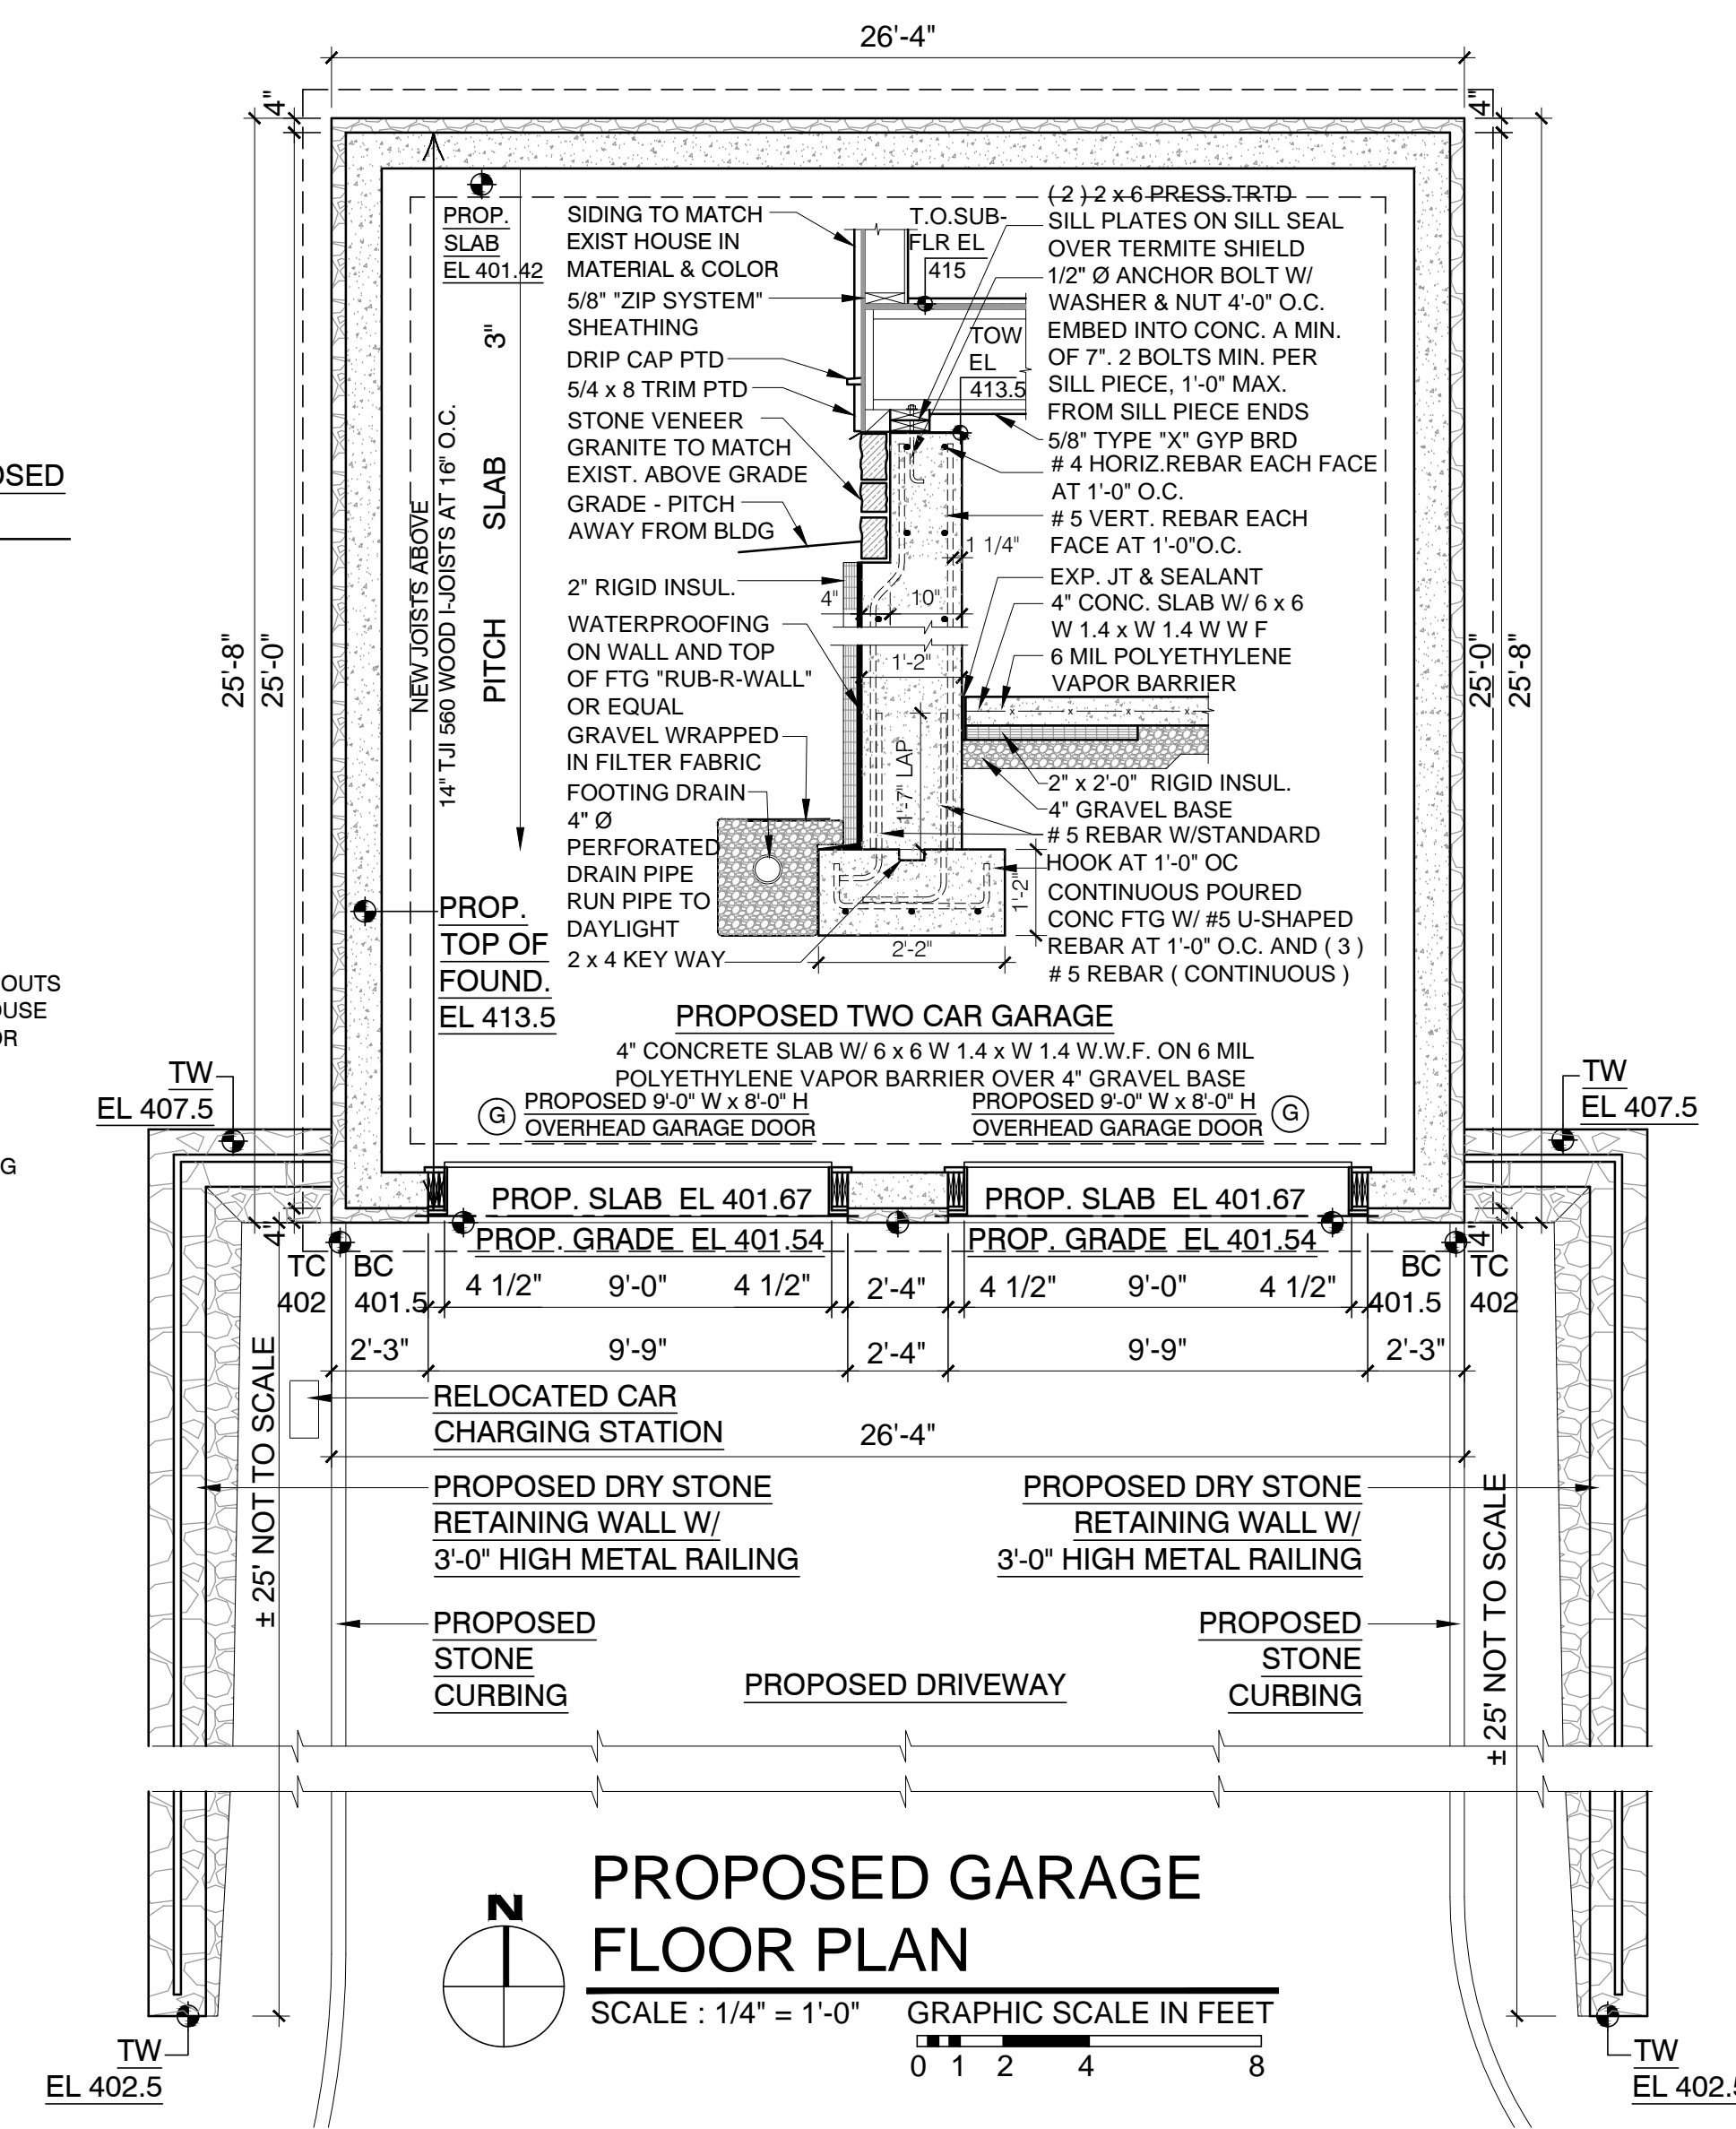 26'-4"
4"
4"
25'-8"
25'-0"
25'-0"
25'-8"
PROP.
SLAB
EL 401.42
3"
SLAB
PITCH
NEW JOISTS ABOVE
14" TJI 560 WOOD I-JOISTS AT 16" O.C.
PROP.
TOP OF
FOUND.
EL 413.5
SIDING TO MATCH
EXIST HOUSE IN
MATERIAL & COLOR
5/8" "ZIP SYSTEM"
SHEATHING
DRIP CAP PTD
5/4 x 8 TRIM PTD
STONE VENEER
GRANITE TO MATCH
EXIST. ABOVE GRADE
GRADE - PITCH
AWAY FROM BLDG
2" RIGID INSUL.
WATERPROOFING
ON WALL AND TOP
OF FTG "RUB-R-WALL"
OR EQUAL
GRAVEL WRAPPED
IN FILTER FABRIC
FOOTING DRAIN
4" Ø
PERFORATED
DRAIN PIPE
RUN PIPE TO
DAYLIGHT
2 x 4 KEY WAY
T.O.SUB-
FLR EL
415
TOW
EL
413.5
1 1/4"
4"
10"
1'-2"
1'-7" LAP
1'-2"
2'-2"
x x x x
( 2 ) 2 x 6 PRESS.TRTD
SILL PLATES ON SILL SEAL
OVER TERMITE SHIELD
1/2" Ø ANCHOR BOLT W/
WASHER & NUT 4'-0" O.C.
EMBED INTO CONC. A MIN.
OF 7". 2 BOLTS MIN. PER
SILL PIECE, 1'-0" MAX.
FROM SILL PIECE ENDS
5/8" TYPE "X" GYP BRD
# 4 HORIZ.REBAR EACH FACE
AT 1'-0" O.C.
# 5 VERT. REBAR EACH
FACE AT 1'-0"O.C.
EXP. JT & SEALANT
4" CONC. SLAB W/ 6 x 6
W 1.4 x W 1.4 W W F
6 MIL POLYETHYLENE
VAPOR BARRIER
2" x 2'-0" RIGID INSUL.
4" GRAVEL BASE
# 5 REBAR W/STANDARD
HOOK AT 1'-0" OC
CONTINUOUS POURED
CONC FTG W/ #5 U-SHAPED
REBAR AT 1'-0" O.C. AND ( 3 )
# 5 REBAR ( CONTINUOUS )
PROPOSED TWO CAR GARAGE
4" CONCRETE SLAB W/ 6 x 6 W 1.4 x W 1.4 W.W.F. ON 6 MIL
POLYETHYLENE VAPOR BARRIER OVER 4" GRAVEL BASE
G
PROPOSED 9'-0" W x 8'-0" H
OVERHEAD GARAGE DOOR
PROPOSED 9'-0" W x 8'-0" H
OVERHEAD GARAGE DOOR
G
OSED
OUTS
OUSE
OR
G
TW
EL 407.5
TW
EL 407.5
PROP. SLAB EL 401.67
PROP. SLAB EL 401.67
PROP. GRADE EL 401.54
PROP. GRADE EL 401.54
4"
4"
TC
402
BC
401.5
BC
401.5
TC
402
4 1/2" 9'-0" 4 1/2" 2'-4" 4 1/2" 9'-0" 4 1/2"
2'-3" 9'-9" 2'-4" 9'-9" 2'-3"
RELOCATED CAR
CHARGING STATION
26'-4"
± 25' NOT TO SCALE
± 25' NOT TO SCALE
PROPOSED DRY STONE
RETAINING WALL W/
3'-0" HIGH METAL RAILING
PROPOSED DRY STONE
RETAINING WALL W/
3'-0" HIGH METAL RAILING
PROPOSED
STONE
CURBING
PROPOSED DRIVEWAY
PROPOSED
STONE
CURBING
N
PROPOSED GARAGE
FLOOR PLAN
SCALE : 1/4" = 1'-0"
GRAPHIC SCALE IN FEET
0 1 2 4 8
TW
EL 402.5
TW
EL 402.5